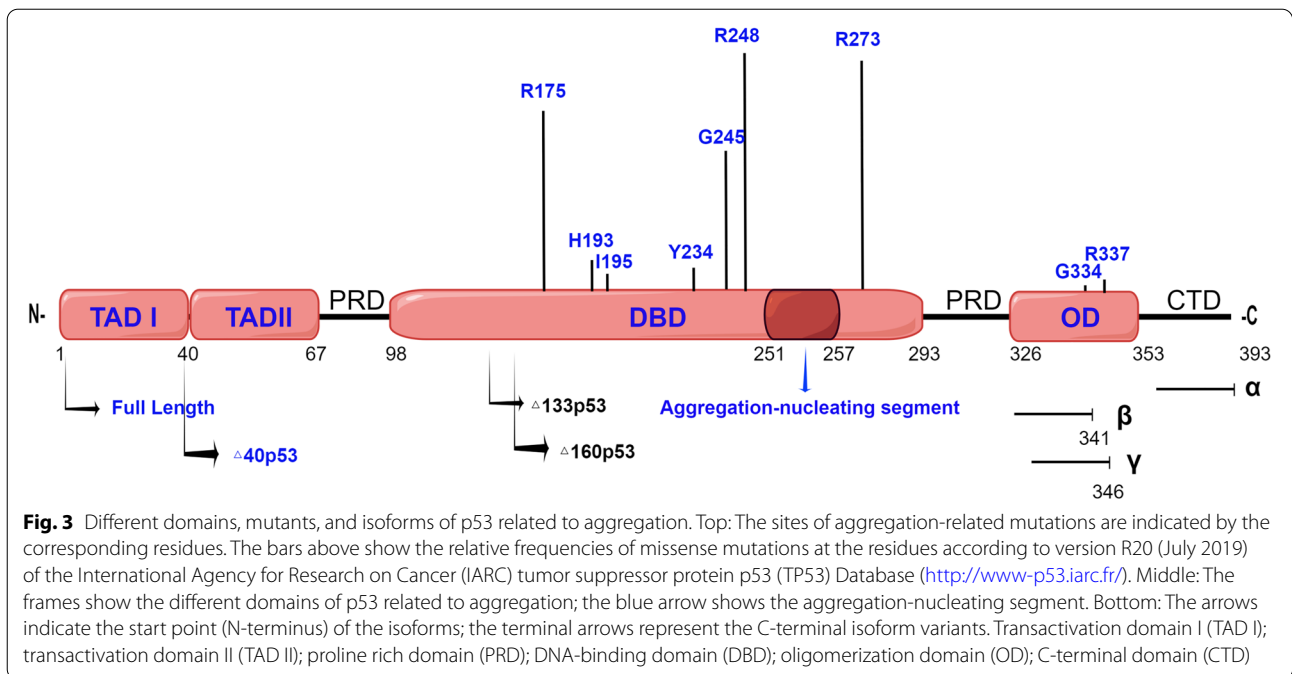 R248
R273
R175
G245
H193
I195
Y234
R337
G334
N-
TAD I
TADII
PRD
DBD
PRD
OD
CTD
-C
1
40
67
98
251
257
293
326
353
393
Full Length
△133p53
Aggregation-nucleating segment
α
β
341
△40p53
△160p53
γ
346
Fig. 3 Different domains, mutants, and isoforms of p53 related to aggregation. Top: The sites of aggregation-related mutations are indicated by the
corresponding residues. The bars above show the relative frequencies of missense mutations at the residues according to version R20 (July 2019)
of the International Agency for Research on Cancer (IARC) tumor suppressor protein p53 (TP53) Database (http://www-p53.iarc.fr/). Middle: The
frames show the different domains of p53 related to aggregation; the blue arrow shows the aggregation-nucleating segment. Bottom: The arrows
indicate the start point (N-terminus) of the isoforms; the terminal arrows represent the C-terminal isoform variants. Transactivation domain I (TAD I);
transactivation domain II (TAD II); proline rich domain (PRD); DNA-binding domain (DBD); oligomerization domain (OD); C-terminal domain (CTD)